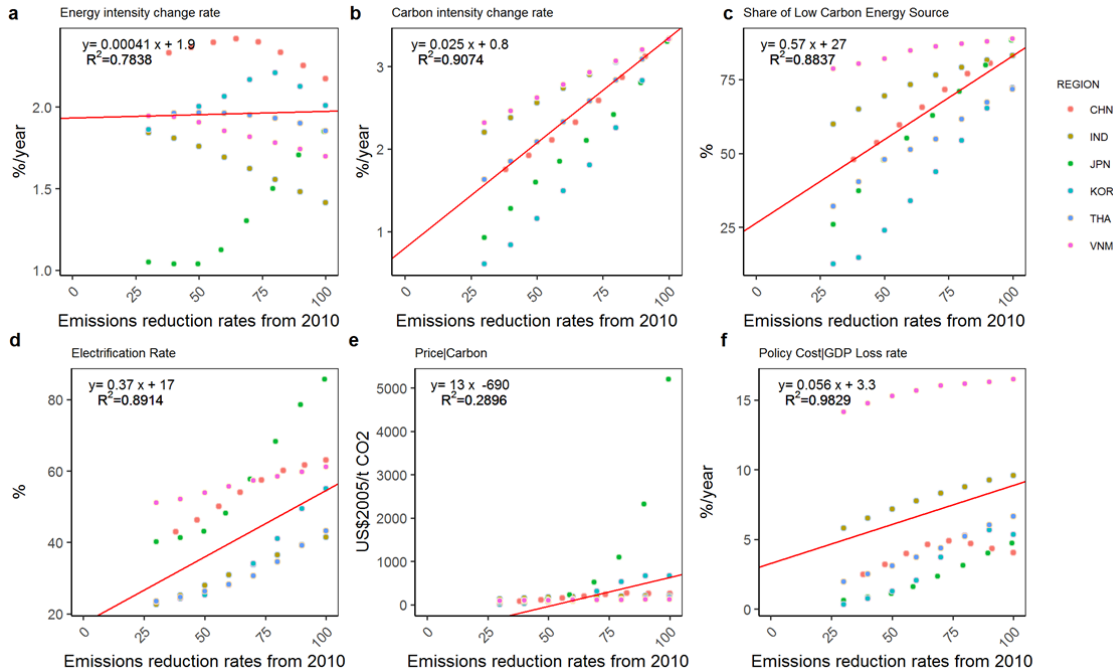 a
Energy intensity change rate
y= 0.00041 x + 1.9
R²=0.7838
%/year
2.0
1.5
1.0
0
25
50
75
100
Emissions reduction rates from 2010
b
Carbon intensity change rate
y= 0.025 x + 0.8
R²=0.9074
%/year
3
2
1
0
25
50
75
100
Emissions reduction rates from 2010
c
Share of Low Carbon Energy Source
y= 0.57 x + 27
R²=0.8837
%
75
50
25
0
25
50
75
100
Emissions reduction rates from 2010
REGION
CHN
IND
JPN
KOR
THA
VNM
d
Electrification Rate
y= 0.37 x + 17
R²=0.8914
%
80
60
40
20
0
25
50
75
100
Emissions reduction rates from 2010
e
Price|Carbon
y= 13 x -690
R²=0.2896
US$2005/t CO2
5000
4000
3000
2000
1000
0
0
25
50
75
100
Emissions reduction rates from 2010
f
Policy Cost|GDP Loss rate
y= 0.056 x + 3.3
R²=0.9829
%/year
15
10
5
0
0
25
50
75
100
Emissions reduction rates from 2010